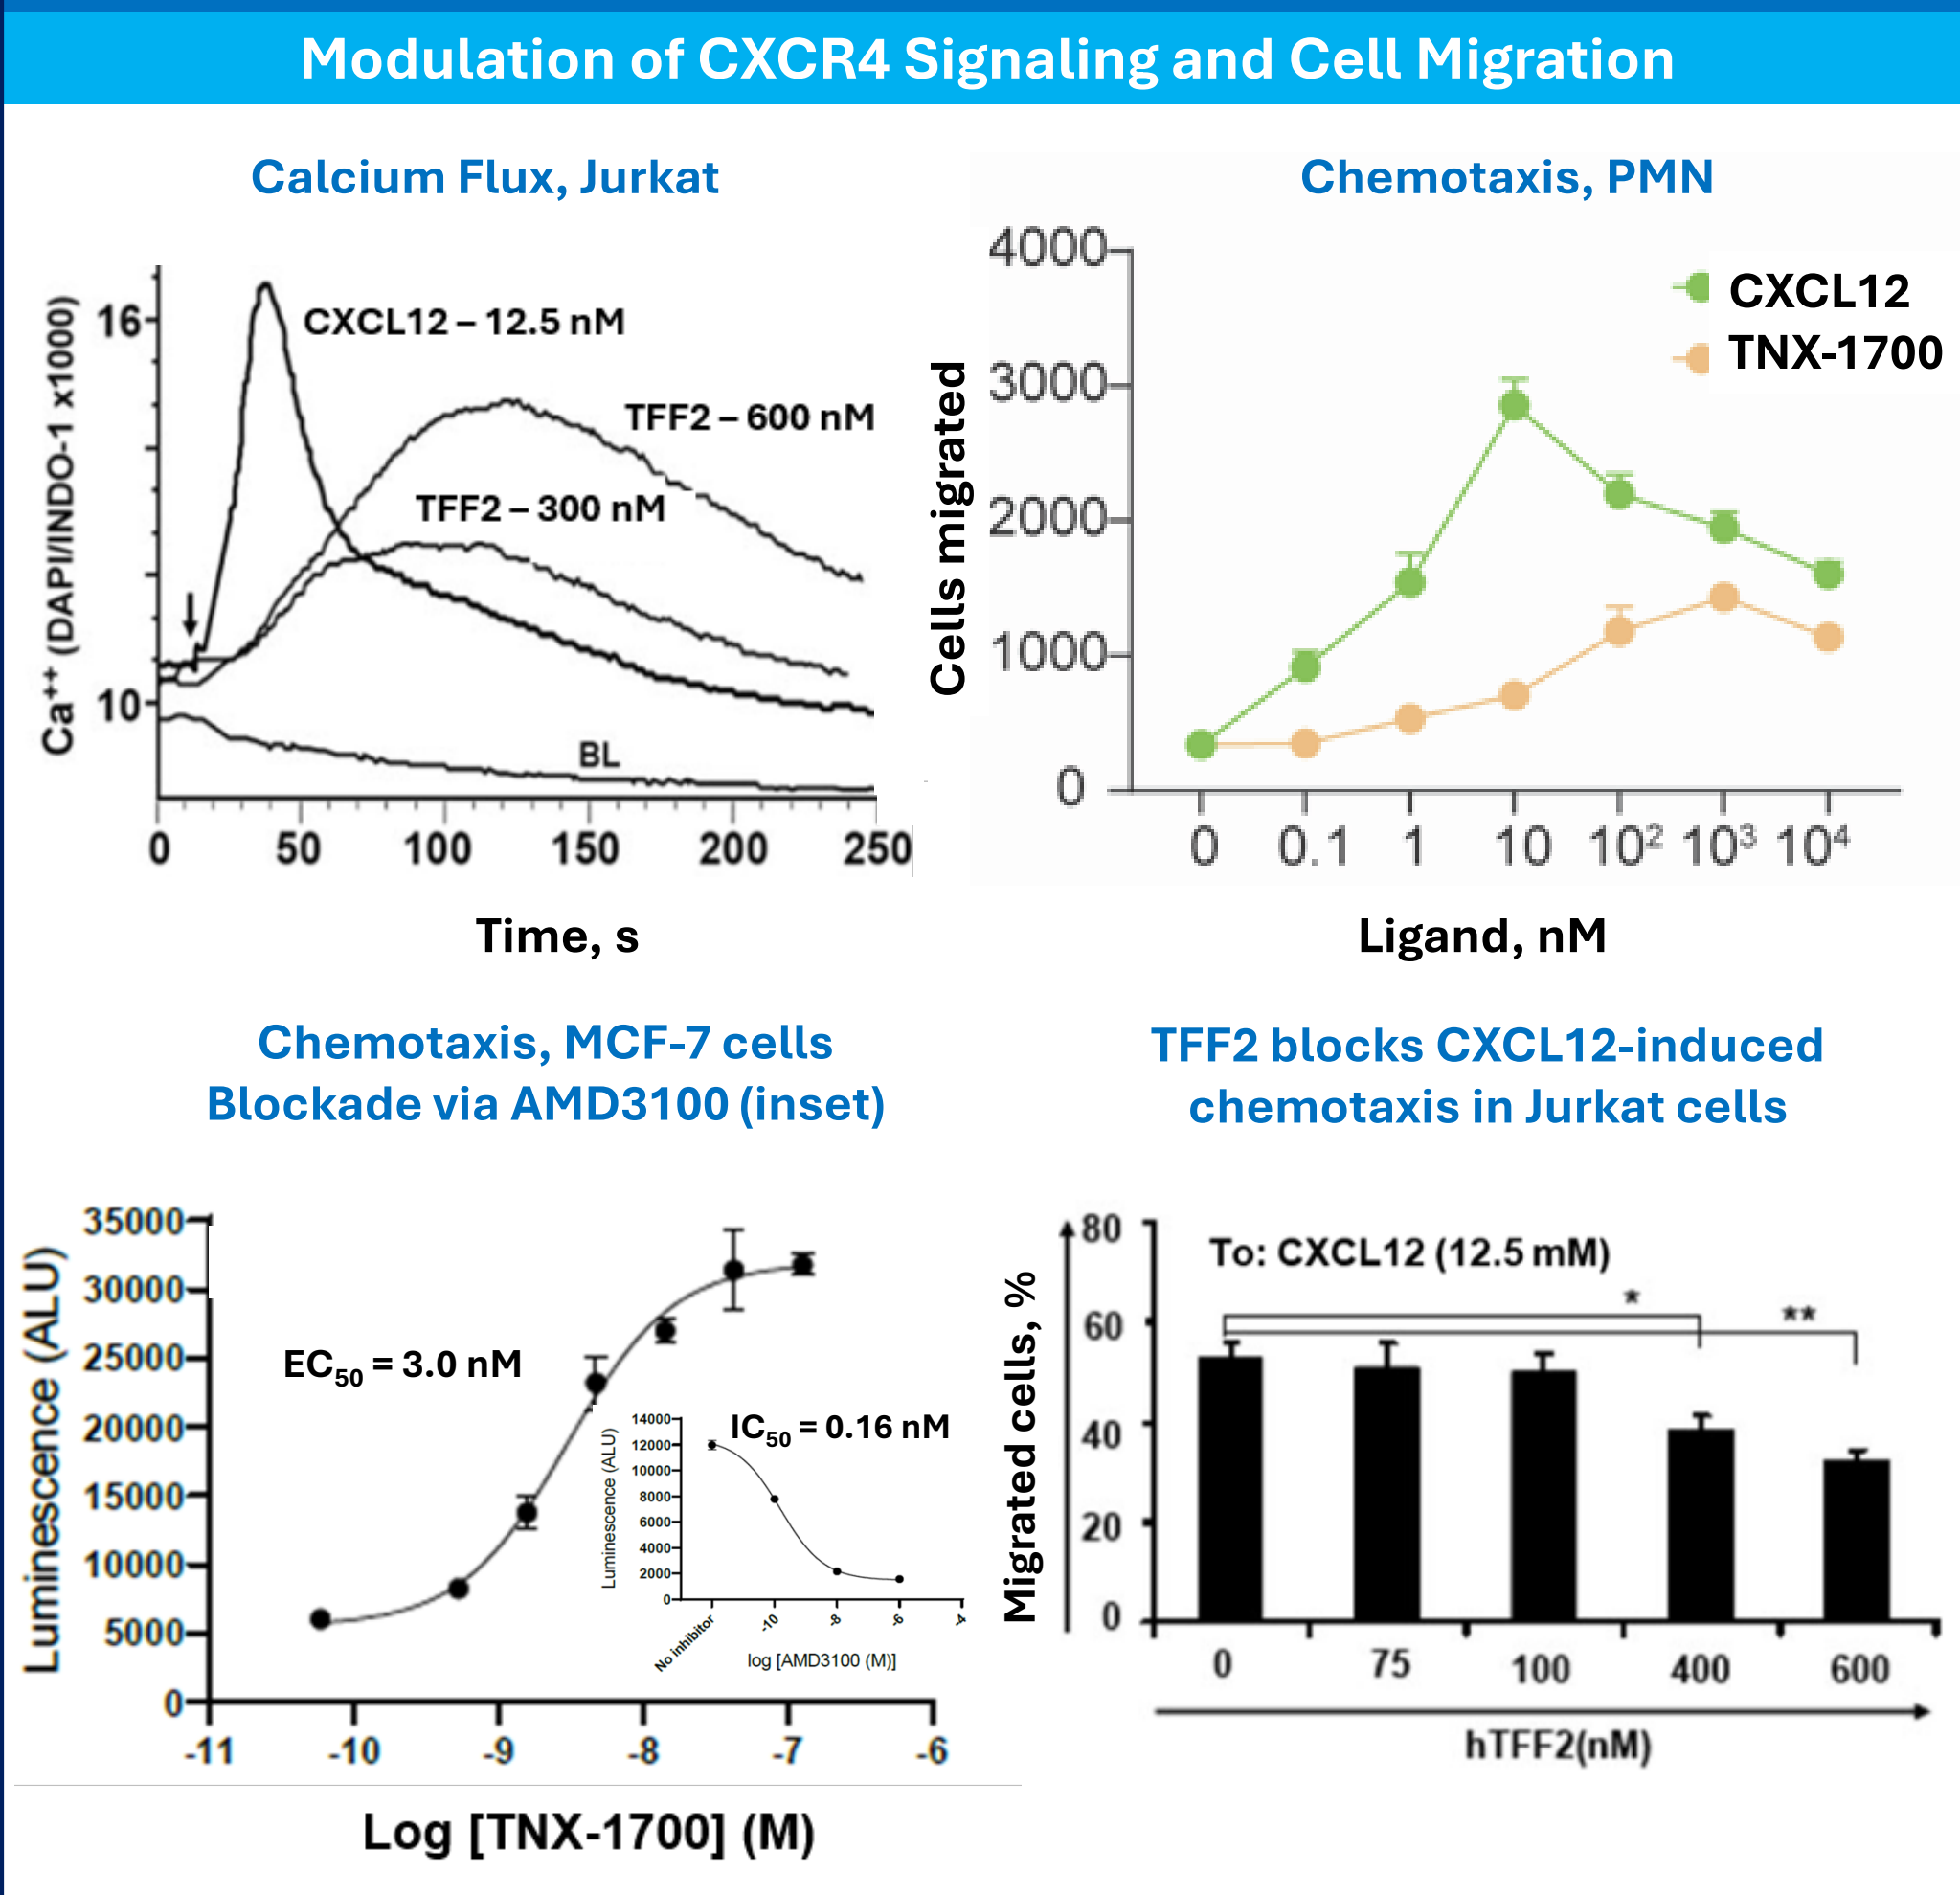 Modulation of CXCR4 Signaling and Cell Migration
Calcium Flux, Jurkat
Ca⁺⁺ (DAPI/INDO-1 x1000)
16
10
CXCL12 – 12.5 nM
TFF2 – 600 nM
TFF2 – 300 nM
BL
0 50 100 150 200 250
Time, s
Chemotaxis, PMN
Cells migrated
4000
3000
2000
1000
0
CXCL12
TNX-1700
0 0.1 1 10 10² 10³ 10⁴
Ligand, nM
Chemotaxis, MCF-7 cells
Blockade via AMD3100 (inset)
Luminescence (ALU)
35000
30000
25000
20000
15000
10000
5000
0
EC₅₀ = 3.0 nM
IC₅₀ = 0.16 nM
Luminescence (ALU)
14000
12000
10000
8000
6000
4000
2000
0
No inhibitor -10 -8 -6 -4
log [AMD3100 (M)]
-11 -10 -9 -8 -7 -6
Log [TNX-1700] (M)
TFF2 blocks CXCL12-induced
chemotaxis in Jurkat cells
Migrated cells, %
80
60
40
20
0
To: CXCL12 (12.5 mM)
*
**
0 75 100 400 600
hTFF2(nM)